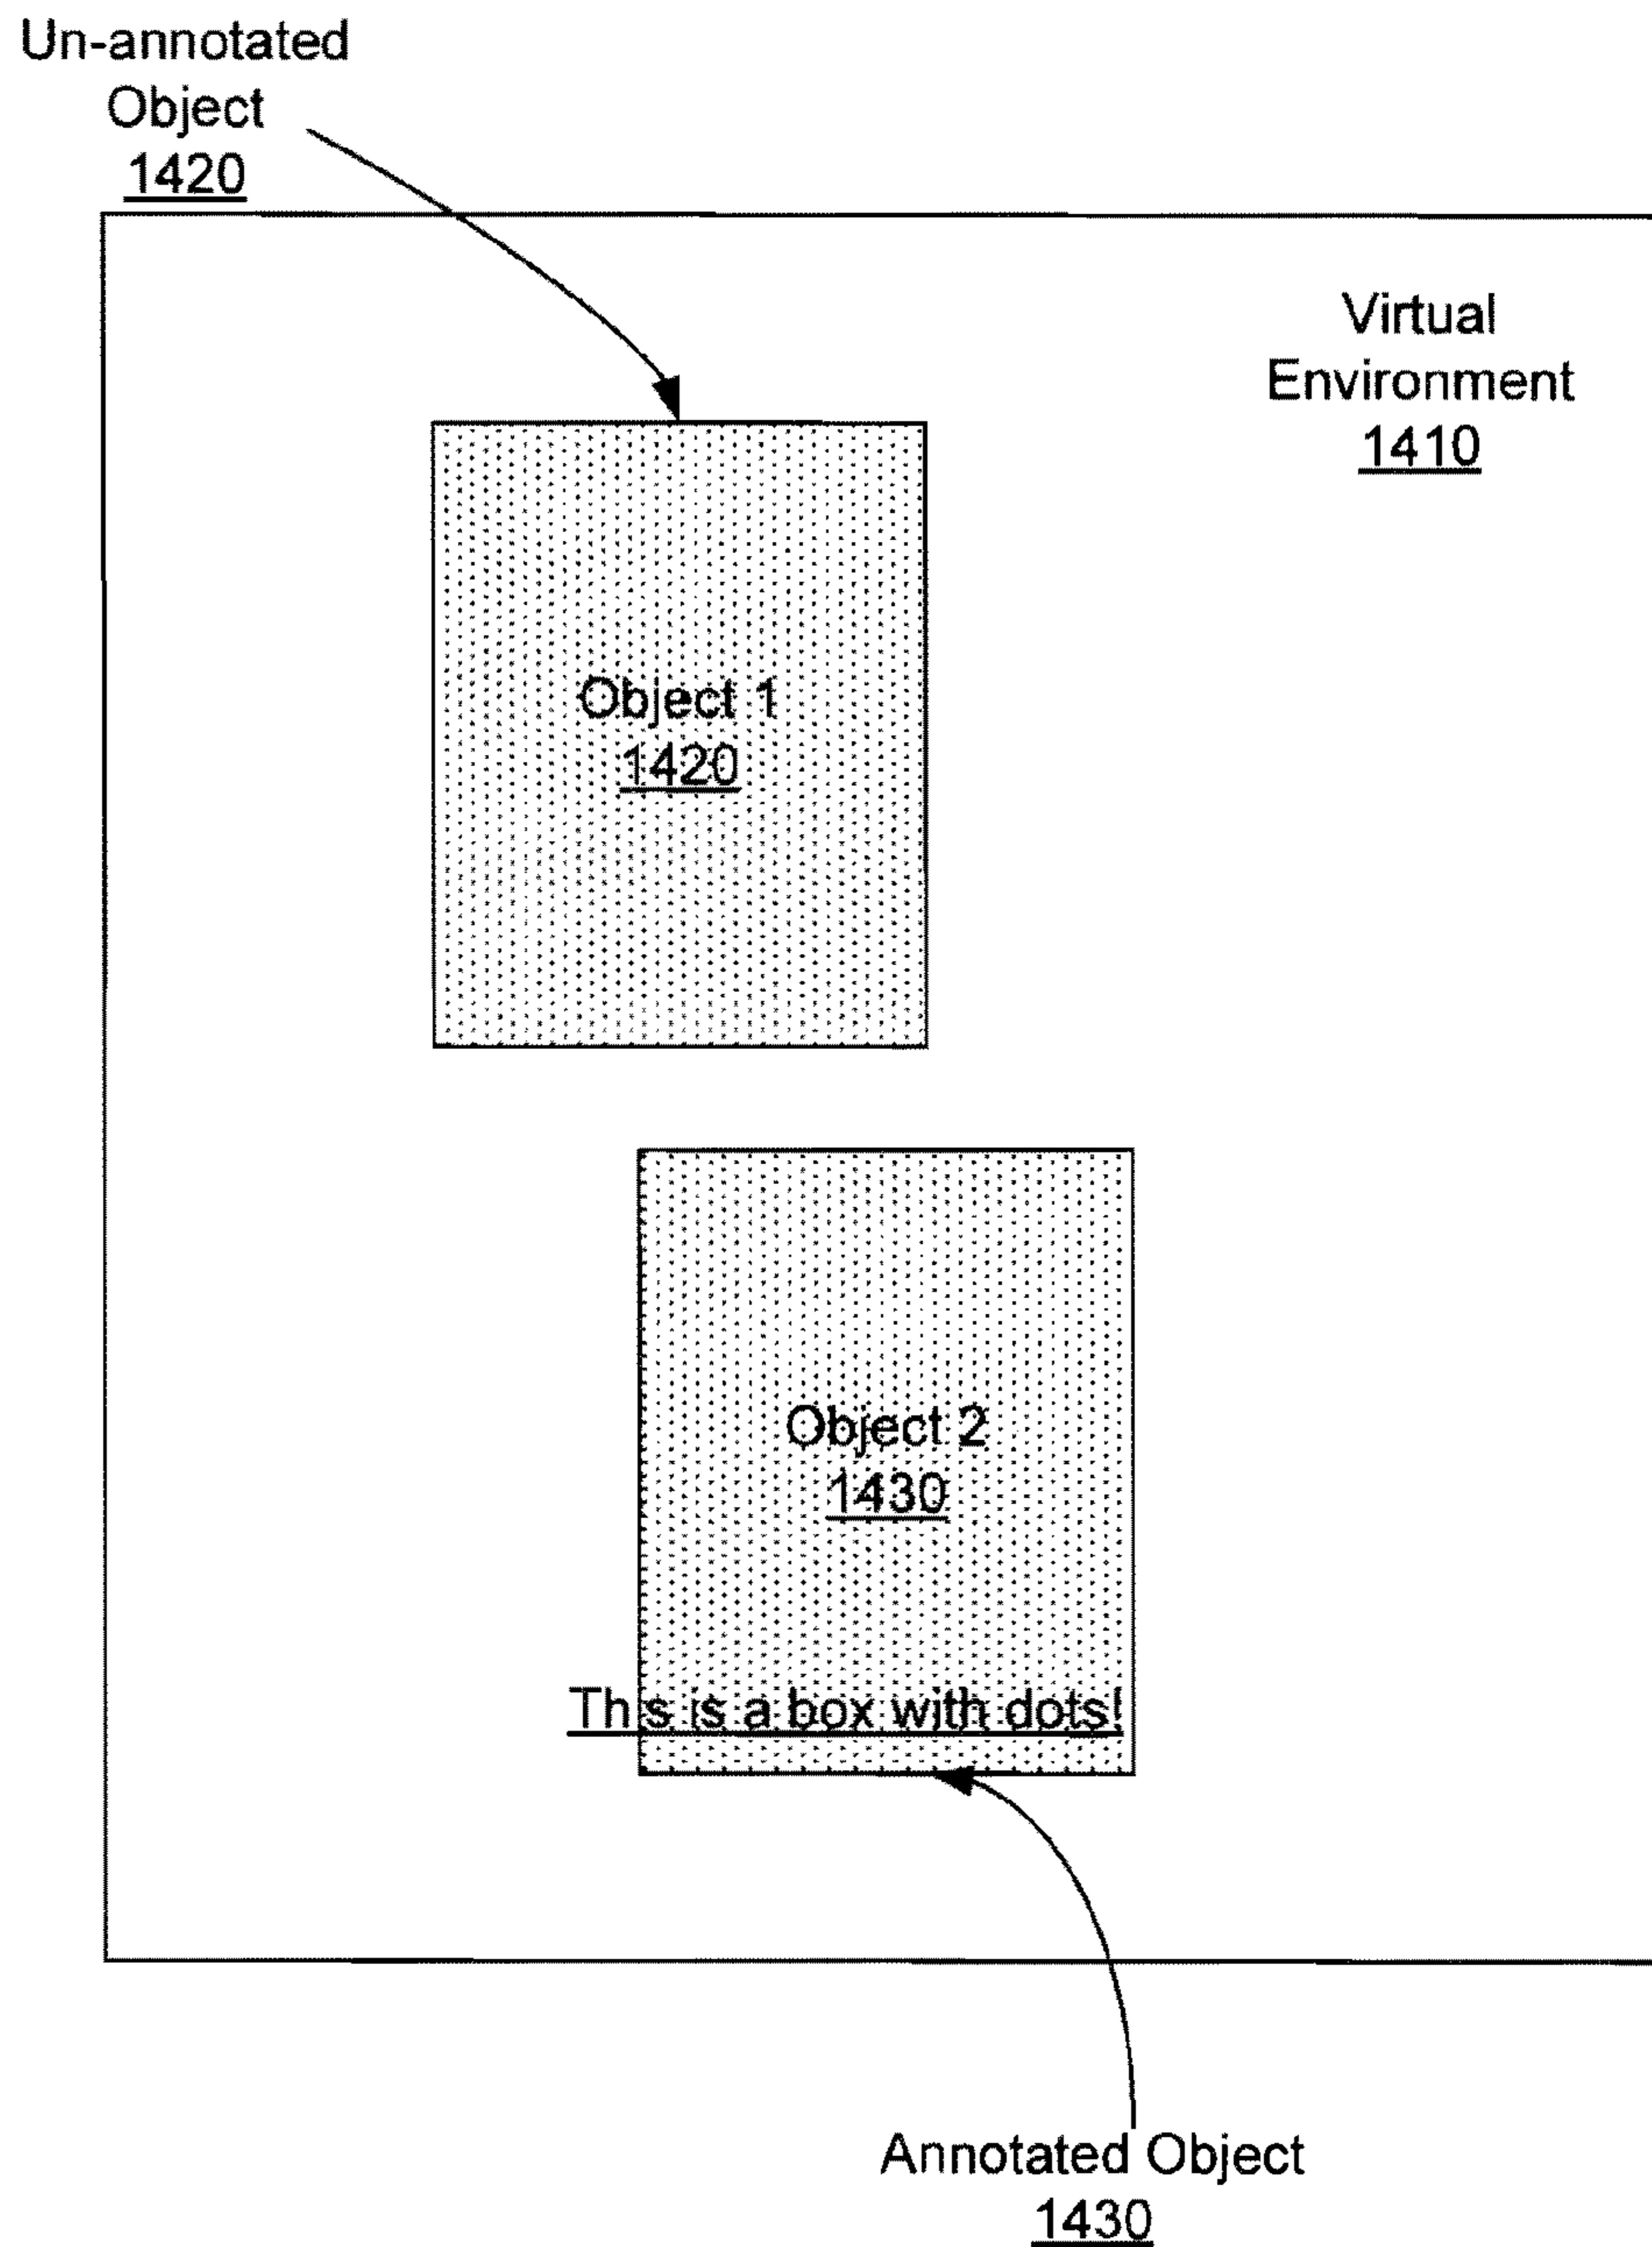 Un-annotated
Object
1420
Virtual
Environment
1410
Object 1
1420
Object 2
1430
This is a box with dots!
Annotated Object
1430